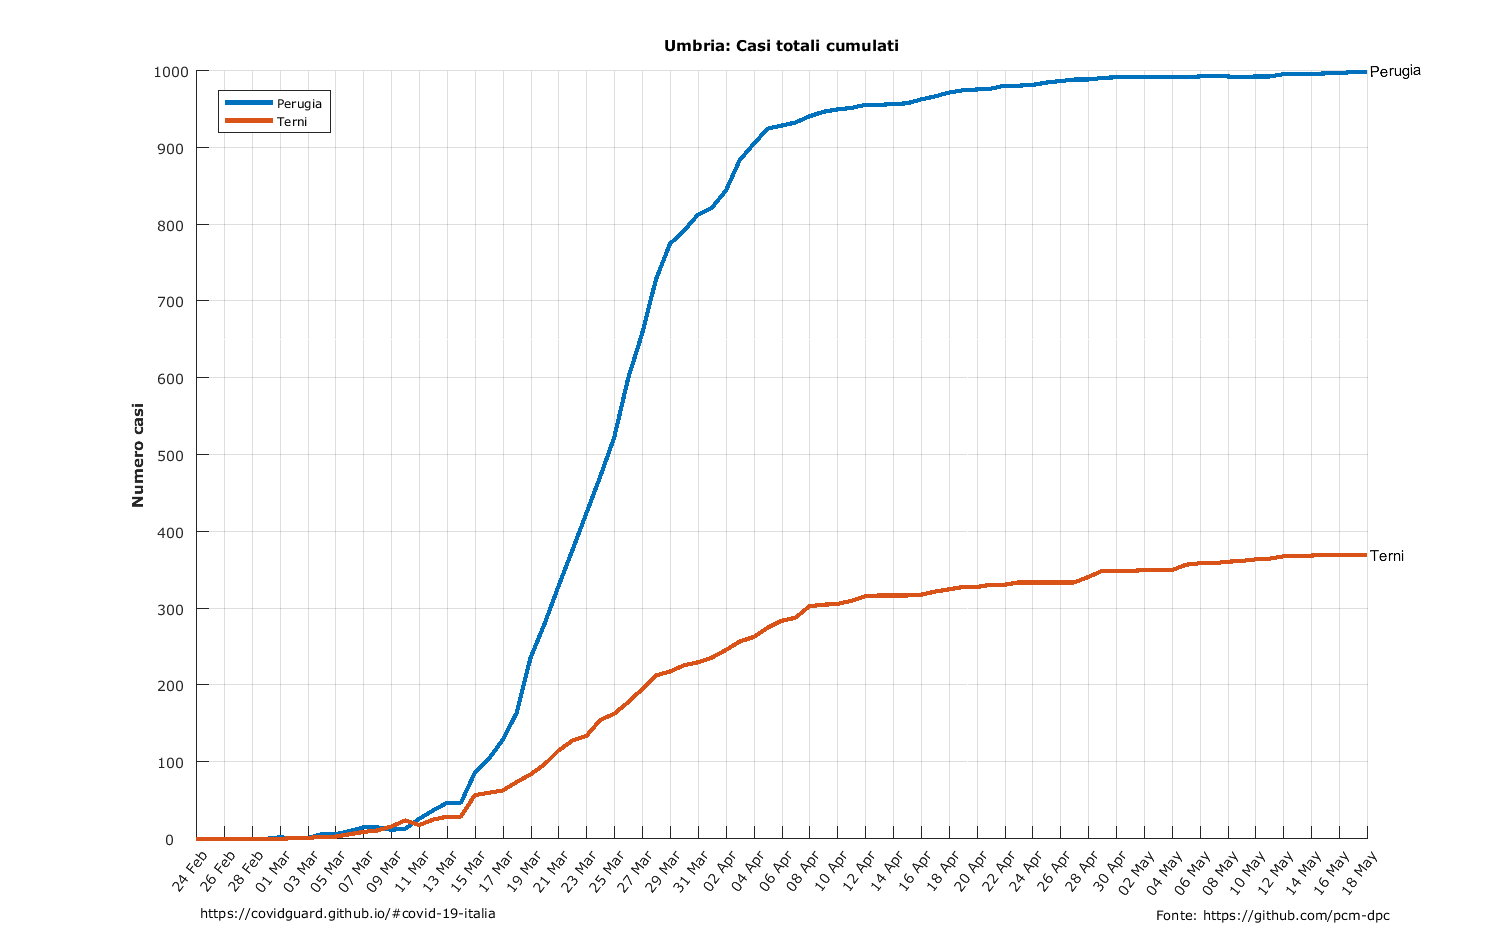 Umbria: Casi totali cumulati
Perugia
Terni
Numero casi
1000
900
800
700
600
500
400
300
200
100
0
Perugia
Terni
24 Feb
26 Feb
28 Feb
01 Mar
03 Mar
05 Mar
07 Mar
09 Mar
11 Mar
13 Mar
15 Mar
17 Mar
19 Mar
21 Mar
23 Mar
25 Mar
27 Mar
29 Mar
31 Mar
02 Apr
04 Apr
06 Apr
08 Apr
10 Apr
12 Apr
14 Apr
16 Apr
18 Apr
20 Apr
22 Apr
24 Apr
26 Apr
28 Apr
30 Apr
02 May
04 May
06 May
08 May
10 May
12 May
14 May
16 May
18 May
https://covidguard.github.io/#covid-19-italia
Fonte: https://github.com/pcm-dpc